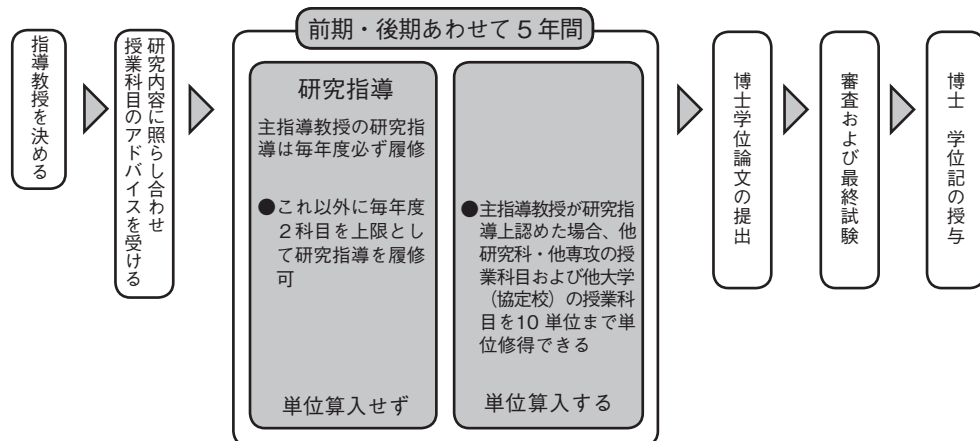 指導教授を決める
研究内容に照らし合わせ
授業科目のアドバイスを受ける
前期・後期あわせて5年間
研究指導
主指導教授の研究指
導は毎年度必ず履修
●これ以外に毎年度
2科目を上限とし
て研究指導を履修
可
単位算入せず
●主指導教授が研究指
導上認めた場合、他
研究科・他専攻の授
業科目および他大学
（協定校）の授業科
目を10 単位まで単
位修得できる
単位算入する
博士学位論文の提出
審査および最終試験
博士　学位記の授与